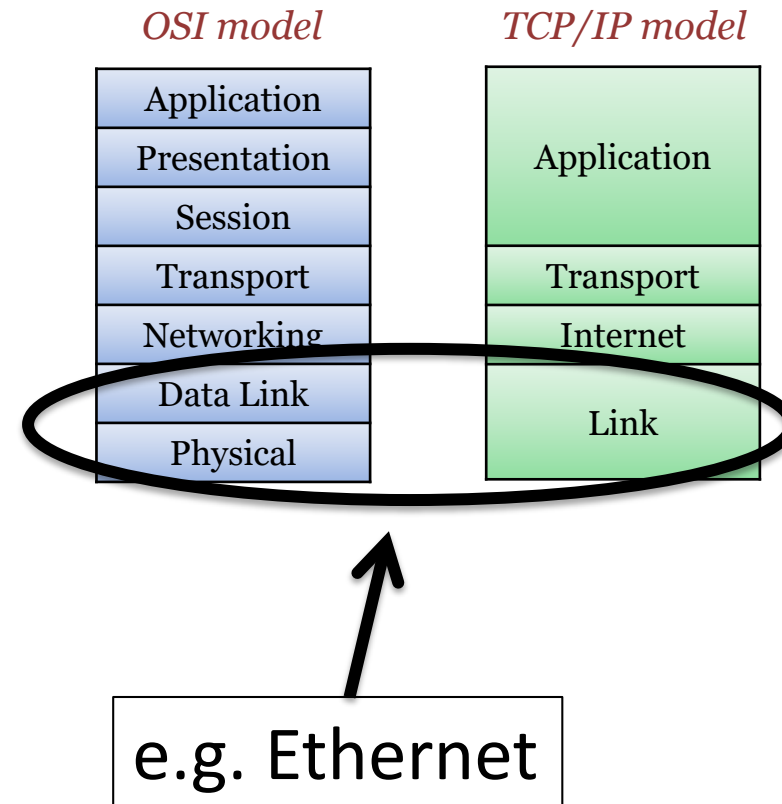 OSI model
TCP/IP model
Application
Presentation
Session
Transport
Networking
Data Link
Physical
Application
Transport
Internet
Link
e.g. Ethernet